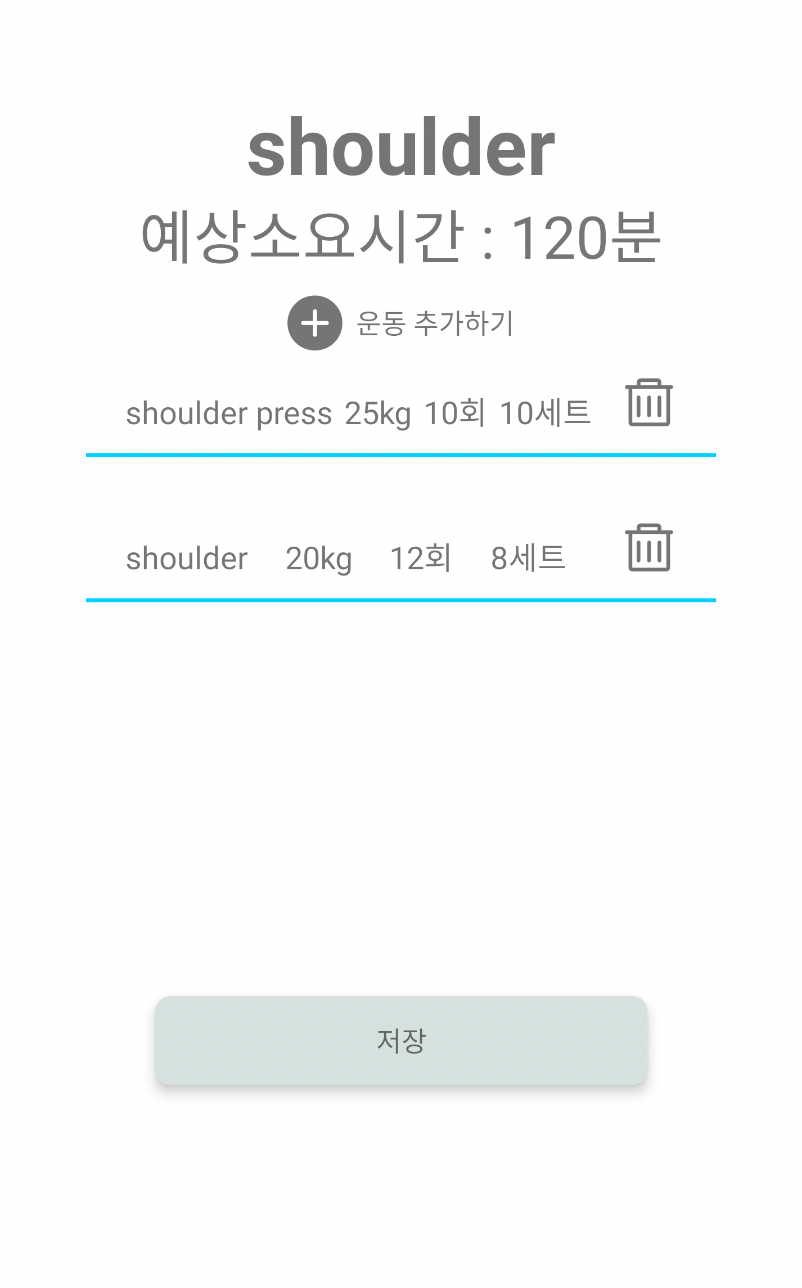 shoulder
예상소요시간 : 120분
운동 추가하기
shoulder press 25kg 10회 10세트
shoulder 20kg 12회 8세트
저장